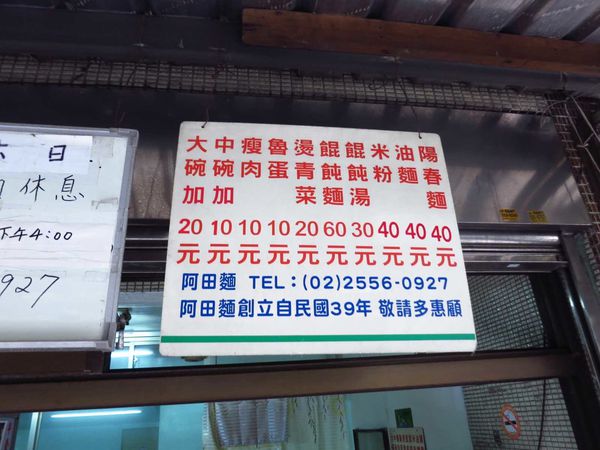 陽春麵40元
油麵40元
米粉40元
餛飩湯30元
餛飩麵60元
燙青菜20元
魯蛋10元
瘦肉10元
中碗加10元
大碗加20元
阿田麵 TEL：(02)2556-0927
阿田麵創立自民國39年 敬請多惠顧
日
休息
下午4:00
927